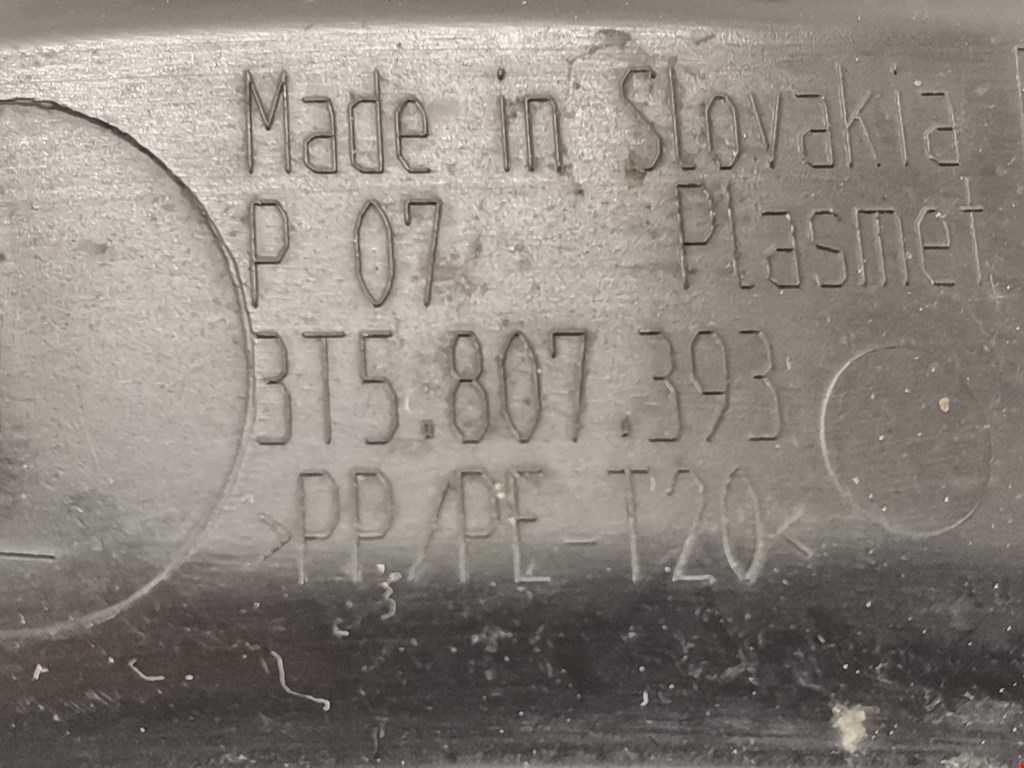 Made in Slovakia
P 07 Plasmet
3T5.807.393
>PP/PE-T20<